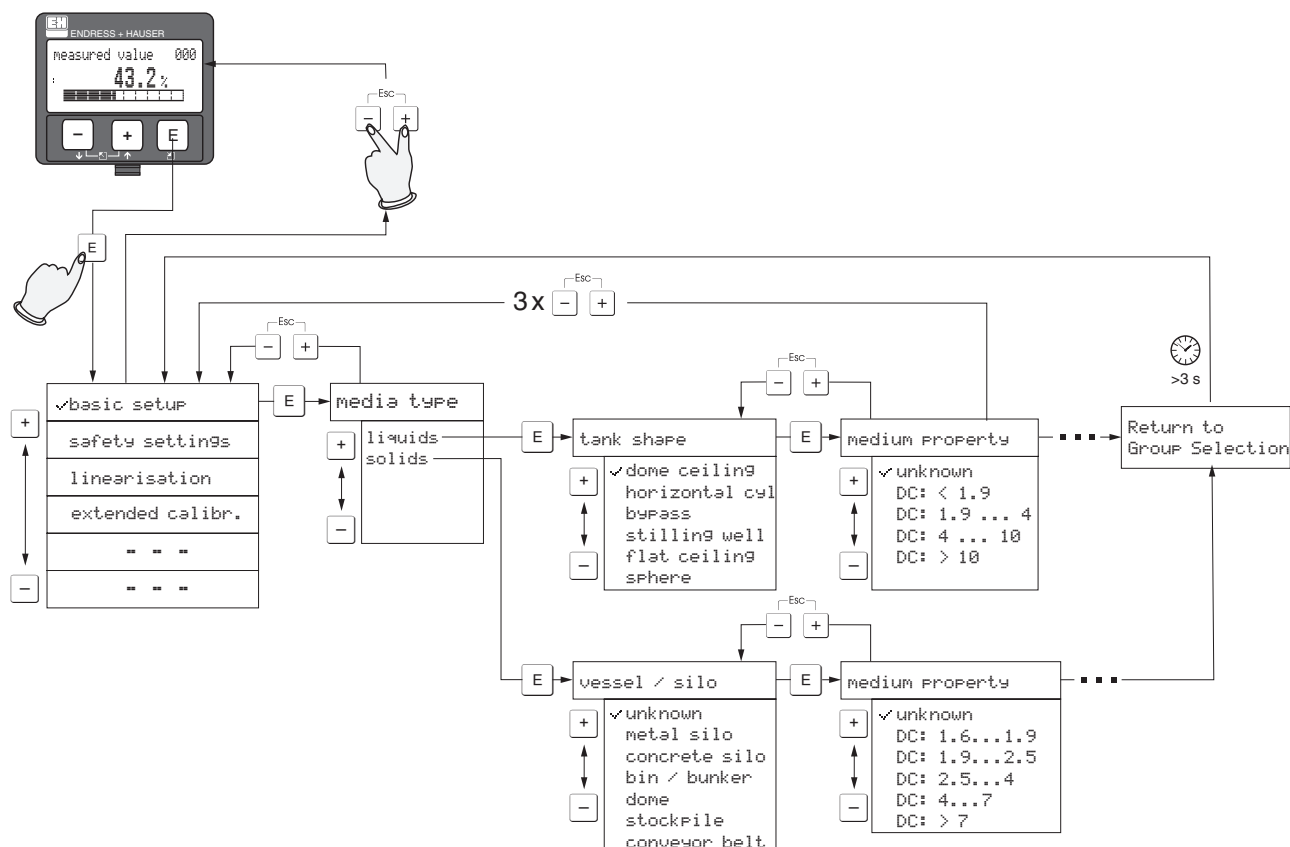 EH
ENDRESS + HAUSER
measured value 000
43.2 %
- + E
Esc
- +
E
Esc
3x - +
Esc
- +
>3 s
Esc
- +
✓basic setup
safety settings
linearisation
extended calibr.
- - -
- - -
+
-
E
media type
liquids
solids
+
-
E
tank shape
✓dome ceiling
horizontal cyl
bypass
stilling well
flat ceiling
sphere
+
-
E
medium property
✓unknown
DC: < 1.9
DC: 1.9 ... 4
DC: 4 ... 10
DC: > 10
+
-
Return to
Group Selection
Esc
- +
E
vessel / silo
✓unknown
metal silo
concrete silo
bin / bunker
dome
stockpile
conveyor belt
+
-
E
medium property
✓unknown
DC: 1.6...1.9
DC: 1.9...2.5
DC: 2.5...4
DC: 4...7
DC: > 7
+
-